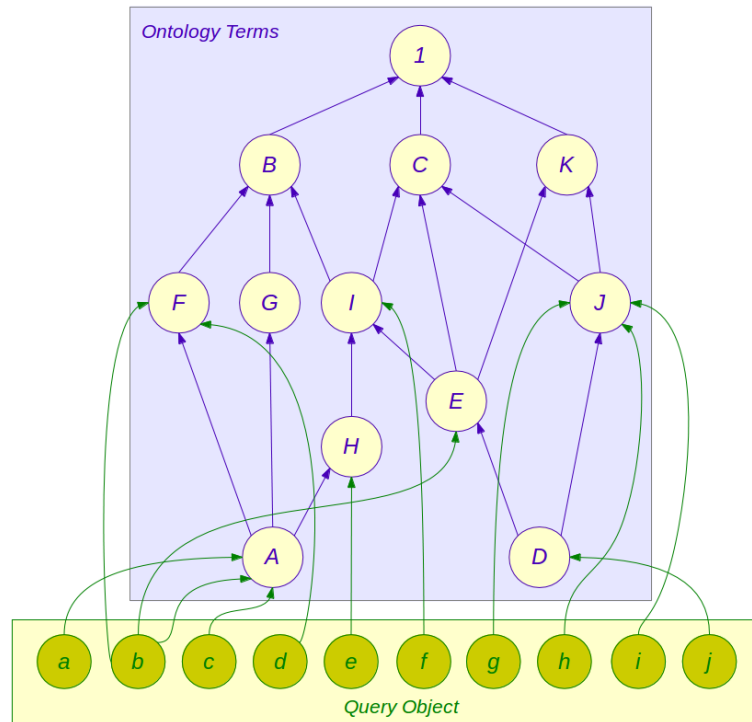 Ontology Terms
1
B C K
F G I J
E
H
A D
a b c d e f g h i j
Query Object